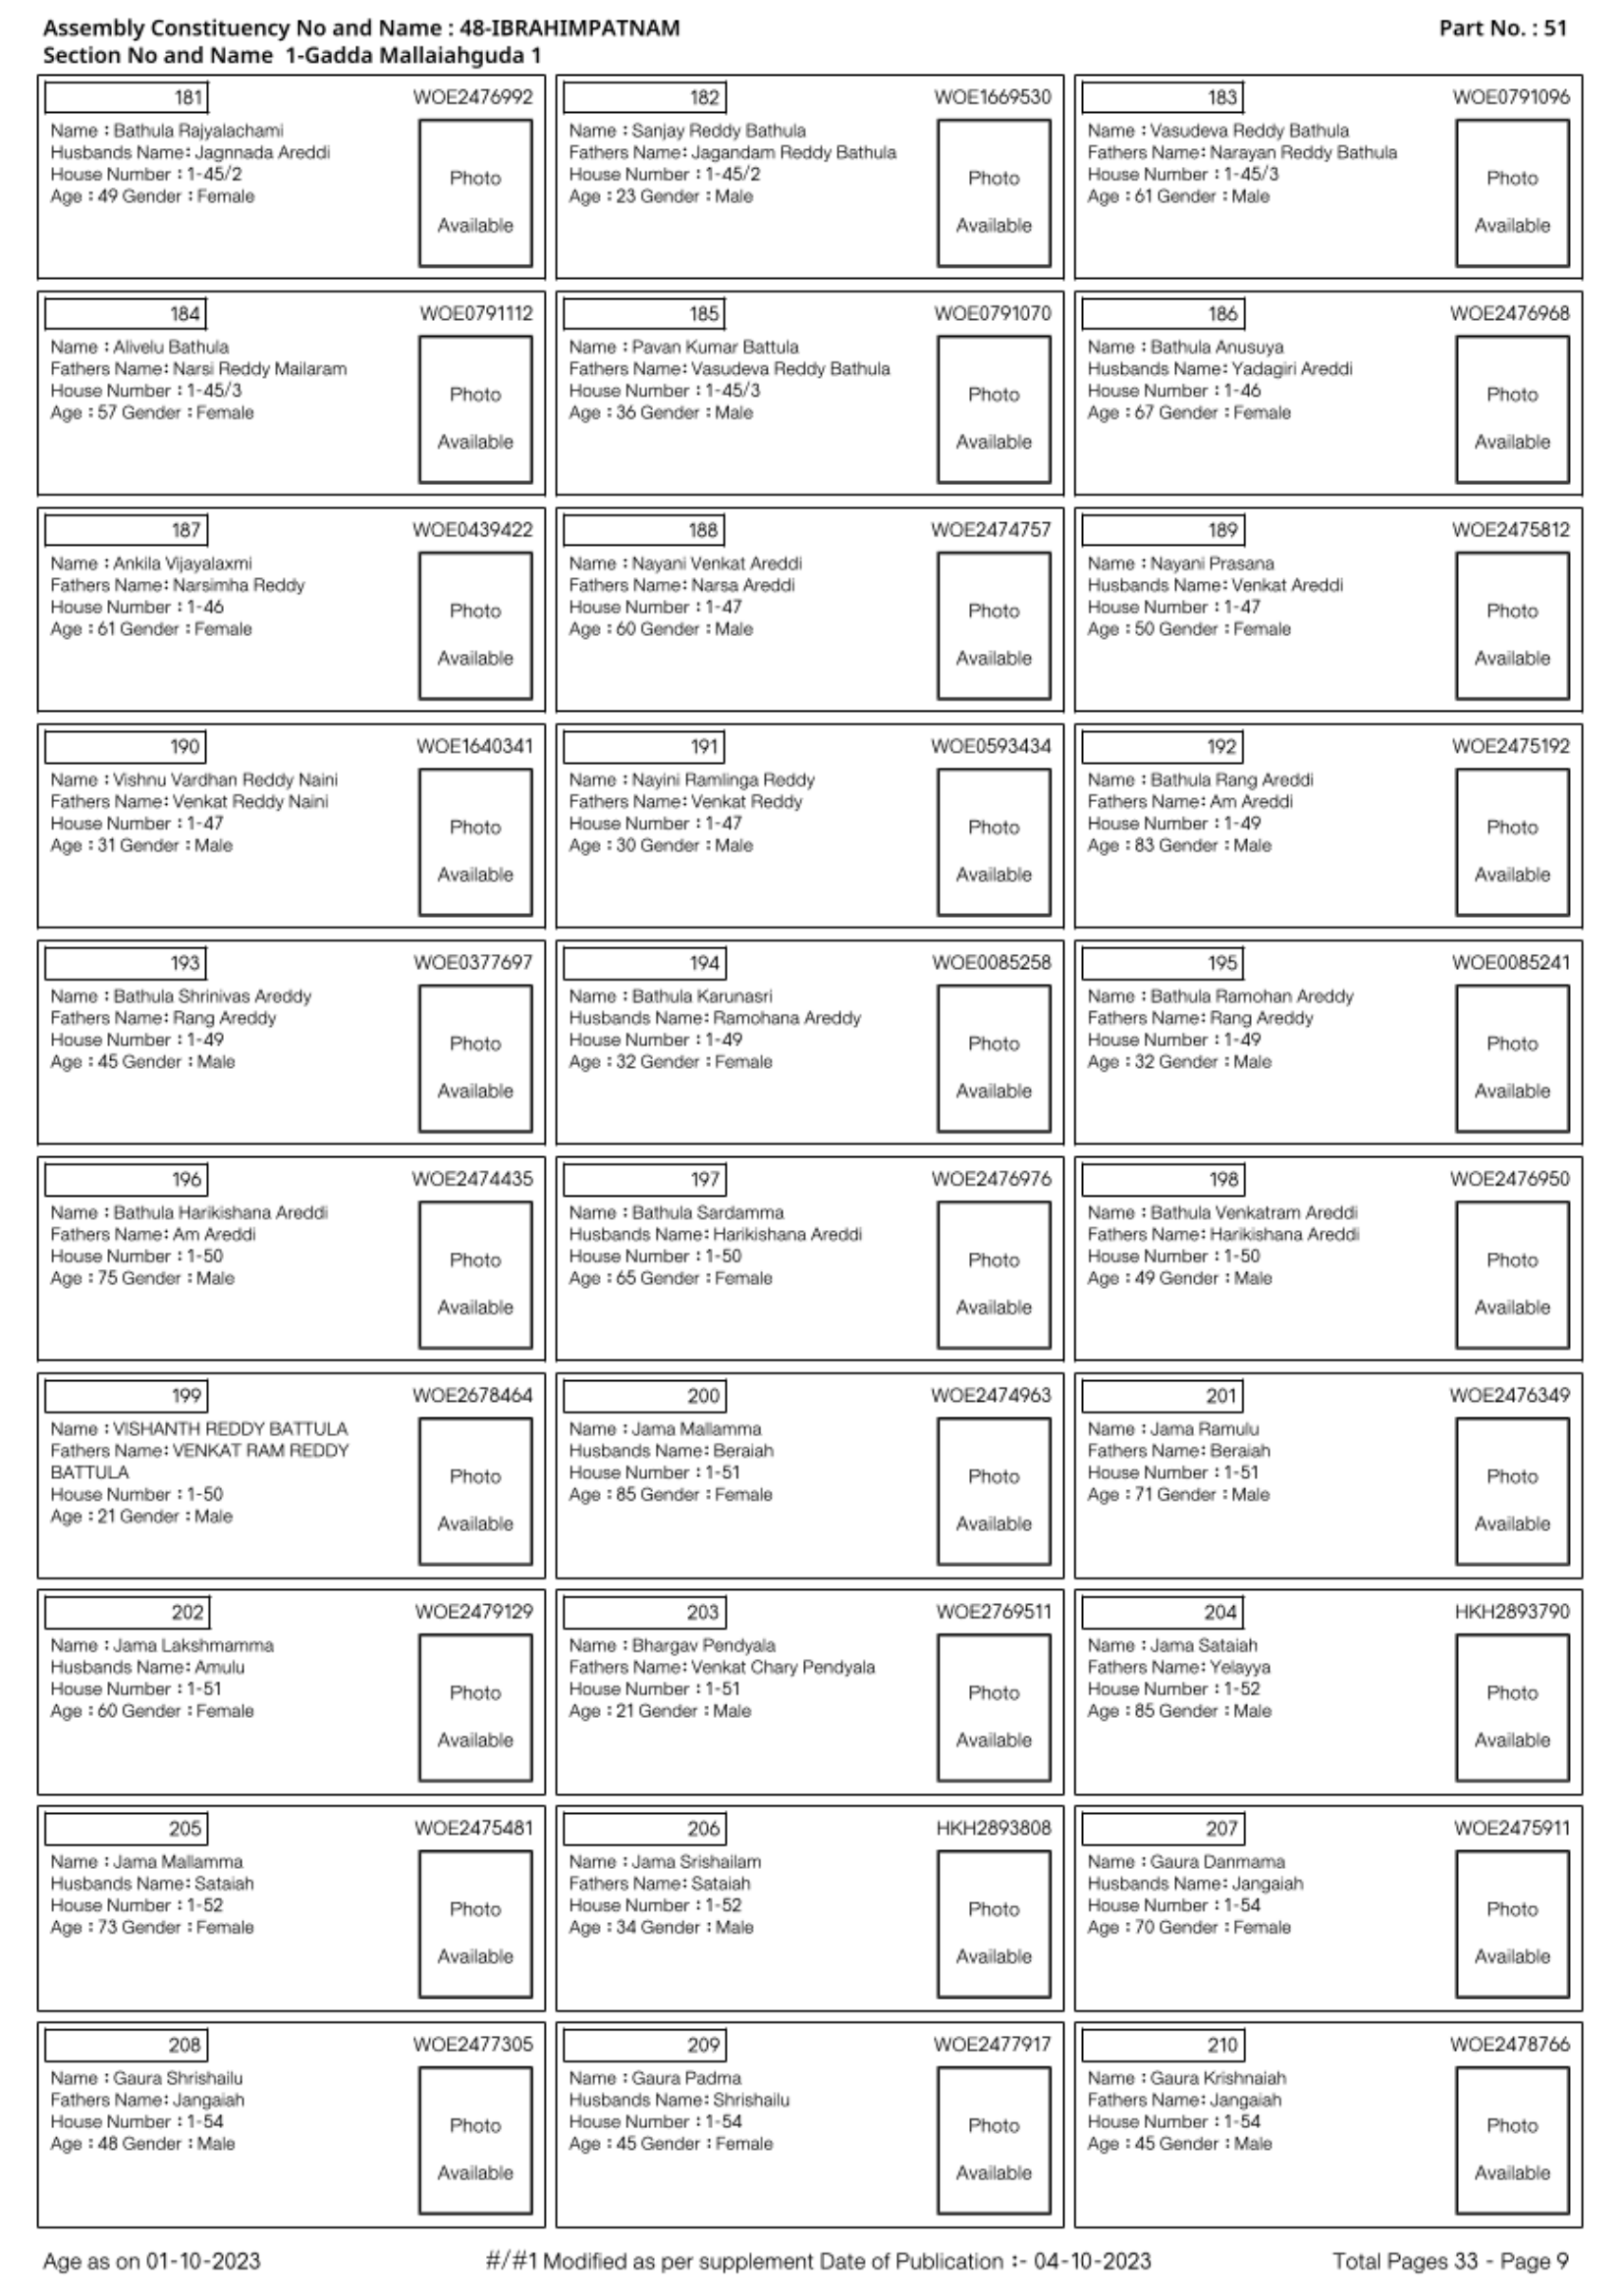 Assembly Constituency No and Name : 48-IBRAHIMPATNAM
Part No. : 51
Section No and Name 1-Gadda Mallaiahguda 1
181
WOE2476992
Name : Bathula Rajyalachami
Husbands Name: Jagnnada Areddi
House Number : 1-45/2
Age : 49 Gender : Female
Photo
Available
182
WOE1669530
Name : Sanjay Reddy Bathula
Fathers Name: Jagandam Reddy Bathula
House Number : 1-45/2
Age : 23 Gender : Male
Photo
Available
183
WOE0791096
Name : Vasudeva Reddy Bathula
Fathers Name: Narayan Reddy Bathula
House Number : 1-45/3
Age : 61 Gender : Male
Photo
Available
184
WOE0791112
Name : Alivelu Bathula
Fathers Name: Narsi Reddy Mailaram
House Number : 1-45/3
Age : 57 Gender : Female
Photo
Available
185
WOE0791070
Name : Pavan Kumar Battula
Fathers Name: Vasudeva Reddy Bathula
House Number : 1-45/3
Age : 36 Gender : Male
Photo
Available
186
WOE2476968
Name : Bathula Anusuya
Husbands Name: Yadagiri Areddi
House Number : 1-46
Age : 67 Gender : Female
Photo
Available
187
WOE0439422
Name : Ankila Vijayalaxmi
Fathers Name: Narsimha Reddy
House Number : 1-46
Age : 61 Gender : Female
Photo
Available
188
WOE2474757
Name : Nayani Venkat Areddi
Fathers Name: Narsa Areddi
House Number : 1-47
Age : 60 Gender : Male
Photo
Available
189
WOE2475812
Name : Nayani Prasana
Husbands Name: Venkat Areddi
House Number : 1-47
Age : 50 Gender : Female
Photo
Available
190
WOE1640341
Name : Vishnu Vardhan Reddy Naini
Fathers Name: Venkat Reddy Naini
House Number : 1-47
Age : 31 Gender : Male
Photo
Available
191
WOE0593434
Name : Nayini Ramlinga Reddy
Fathers Name: Venkat Reddy
House Number : 1-47
Age : 30 Gender : Male
Photo
Available
192
WOE2475192
Name : Bathula Rang Areddi
Fathers Name: Am Areddi
House Number : 1-49
Age : 83 Gender : Male
Photo
Available
193
WOE0377697
Name : Bathula Shrinivas Areddy
Fathers Name: Rang Areddy
House Number : 1-49
Age : 45 Gender : Male
Photo
Available
194
WOE0085258
Name : Bathula Karunasri
Husbands Name: Ramohana Areddy
House Number : 1-49
Age : 32 Gender : Female
Photo
Available
195
WOE0085241
Name : Bathula Ramohan Areddy
Fathers Name: Rang Areddy
House Number : 1-49
Age : 32 Gender : Male
Photo
Available
196
WOE2474435
Name : Bathula Harikishana Areddi
Fathers Name: Am Areddi
House Number : 1-50
Age : 75 Gender : Male
Photo
Available
197
WOE2476976
Name : Bathula Sardamma
Husbands Name: Harikishana Areddi
House Number : 1-50
Age : 65 Gender : Female
Photo
Available
198
WOE2476950
Name : Bathula Venkatram Areddi
Fathers Name: Harikishana Areddi
House Number : 1-50
Age : 49 Gender : Male
Photo
Available
199
WOE2678464
Name : VISHANTH REDDY BATTULA
Fathers Name: VENKAT RAM REDDY
BATTULA
House Number : 1-50
Age : 21 Gender : Male
Photo
Available
200
WOE2474963
Name : Jama Mallamma
Husbands Name: Beraiah
House Number : 1-51
Age : 85 Gender : Female
Photo
Available
201
WOE2476349
Name : Jama Ramulu
Fathers Name: Beraiah
House Number : 1-51
Age : 71 Gender : Male
Photo
Available
202
WOE2479129
Name : Jama Lakshmamma
Husbands Name: Amulu
House Number : 1-51
Age : 60 Gender : Female
Photo
Available
203
WOE2769511
Name : Bhargav Pendyala
Fathers Name: Venkat Chary Pendyala
House Number : 1-51
Age : 21 Gender : Male
Photo
Available
204
HKH2893790
Name : Jama Sataiah
Fathers Name: Yelayya
House Number : 1-52
Age : 85 Gender : Male
Photo
Available
205
WOE2475481
Name : Jama Mallamma
Husbands Name: Sataiah
House Number : 1-52
Age : 73 Gender : Female
Photo
Available
206
HKH2893808
Name : Jama Srishailam
Fathers Name: Sataiah
House Number : 1-52
Age : 34 Gender : Male
Photo
Available
207
WOE2475911
Name : Gaura Danmama
Husbands Name: Jangaiah
House Number : 1-54
Age : 70 Gender : Female
Photo
Available
208
WOE2477305
Name : Gaura Shrishailu
Fathers Name: Jangaiah
House Number : 1-54
Age : 48 Gender : Male
Photo
Available
209
WOE2477917
Name : Gaura Padma
Husbands Name: Shrishailu
House Number : 1-54
Age : 45 Gender : Female
Photo
Available
210
WOE2478766
Name : Gaura Krishnaiah
Fathers Name: Jangaiah
House Number : 1-54
Age : 45 Gender : Male
Photo
Available
Age as on 01-10-2023
#/#1 Modified as per supplement Date of Publication :- 04-10-2023
Total Pages 33 - Page 9